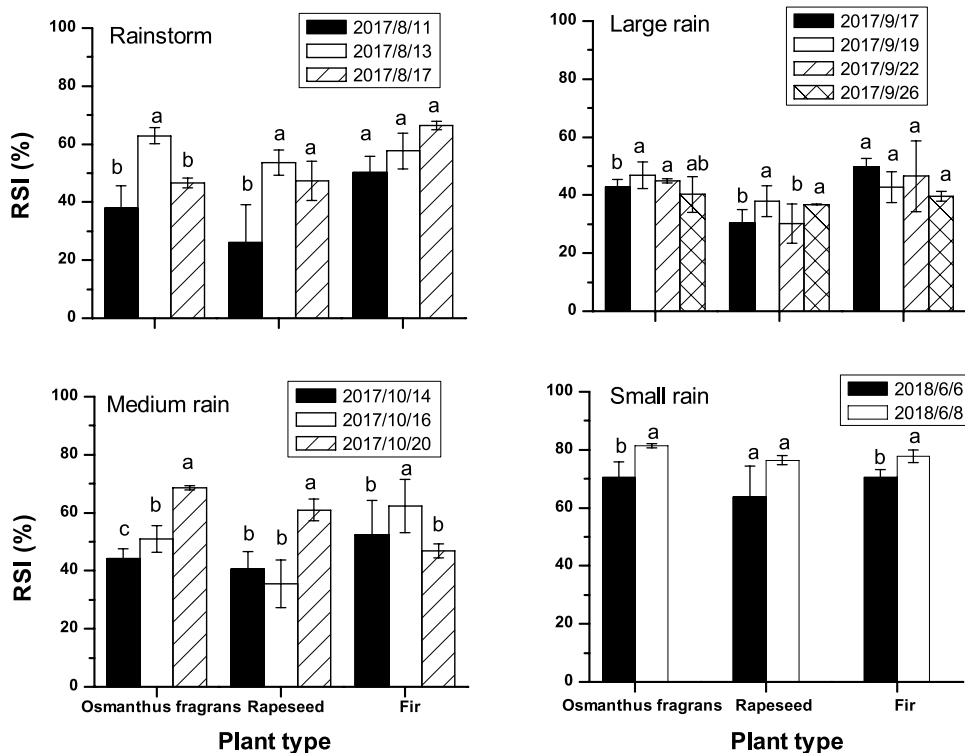 Rainstorm
2017/8/11
2017/8/13
2017/8/17
RSI (%)
100
80
60
40
20
0
b
a
b
b
a
a
a
a
a
Large rain
2017/9/17
2017/9/19
2017/9/22
2017/9/26
100
80
60
40
20
0
b
a
a
ab
b
a
b
a
a
a
a
a
Medium rain
2017/10/14
2017/10/16
2017/10/20
RSI (%)
100
80
60
40
20
0
c
b
a
b
b
a
b
a
b
Osmanthus fragrans Rapeseed Fir
Plant type
Small rain
2018/6/6
2018/6/8
100
80
60
40
20
0
b
a
a
a
b
a
Osmanthus fragrans Rapeseed Fir
Plant type